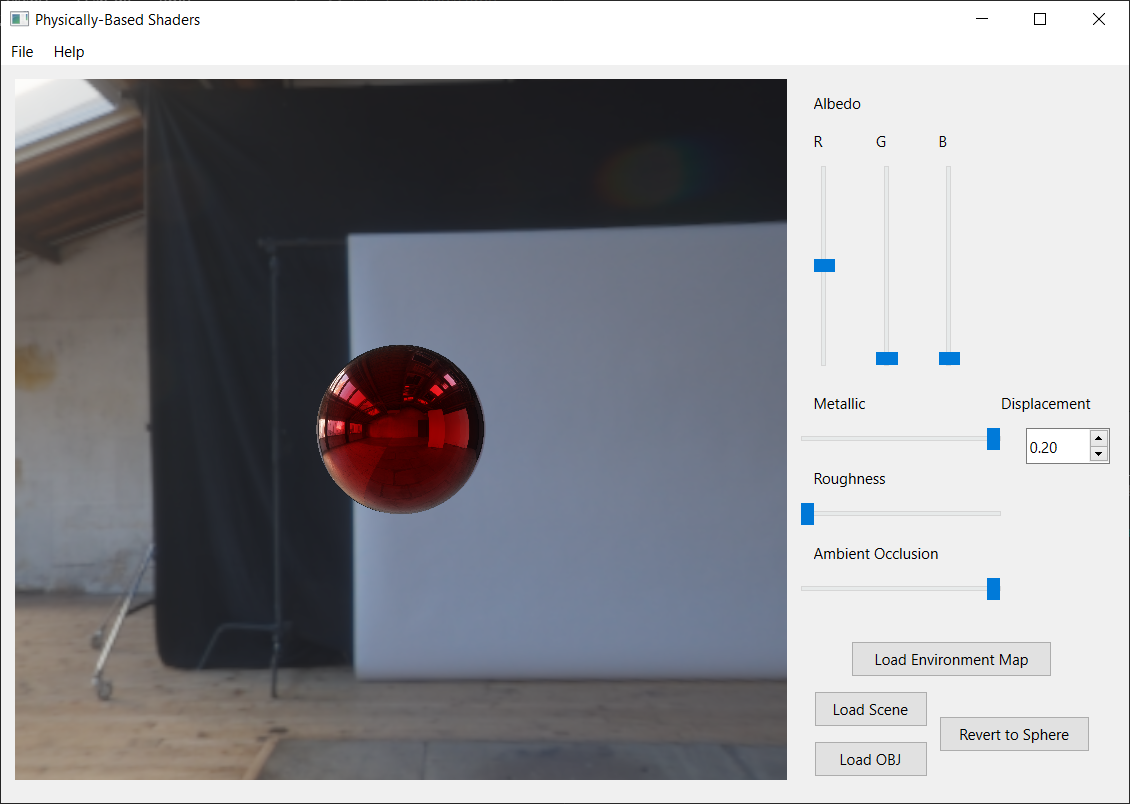 Physically-Based Shaders
File Help
Albedo
R G B
Metallic
Displacement
0.20
Roughness
Ambient Occlusion
Load Environment Map
Load Scene
Revert to Sphere
Load OBJ